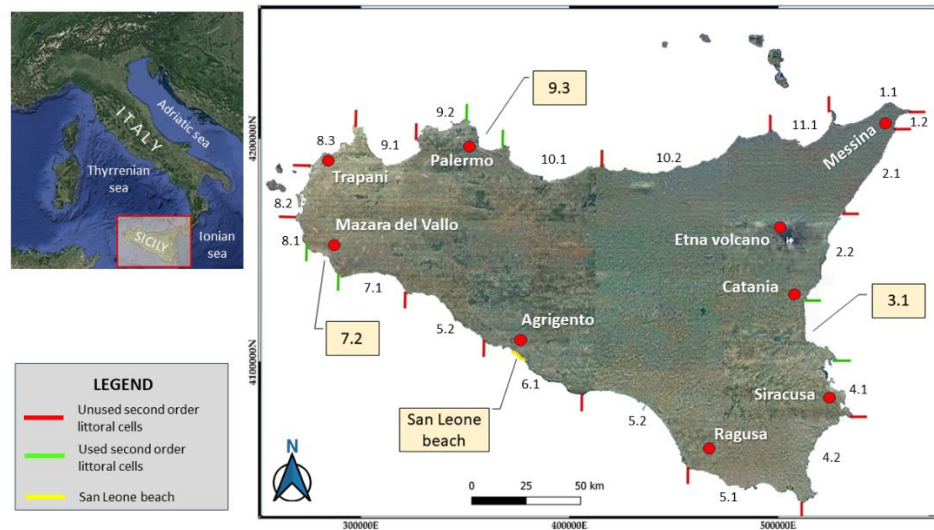 ITALY
Adriatic sea
Thyrrenian
sea
SICILY
Ionian
sea
LEGEND
Unused second order
littoral cells
Used second order
littoral cells
San Leone beach
N
1.1
1.2
2.1
2.2
3.1
4.1
4.2
5.1
5.2
6.1
5.2
7.1
7.2
8.1
8.2
8.3
9.1
9.2
9.3
10.1
10.2
11.1
Messina
Palermo
Trapani
Mazara del Vallo
Etna volcano
Catania
Agrigento
San Leone
beach
Siracusa
Ragusa
0 25 50 km
4200000N
4100000N
300000E 400000E 500000E